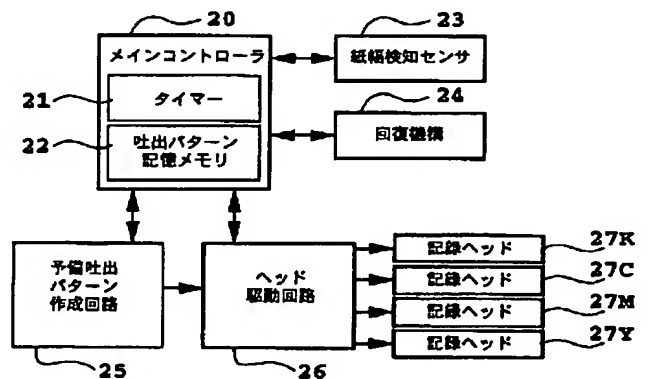 20
メインコントローラ
21
タイマー
22
吐出パターン
記憶メモリ
23
紙幅検知センサ
24
回復機構
予備吐出
パターン
作成回路
25
ヘッド
駆動回路
26
記録ヘッド
27K
記録ヘッド
27C
記録ヘッド
27M
記録ヘッド
27Y